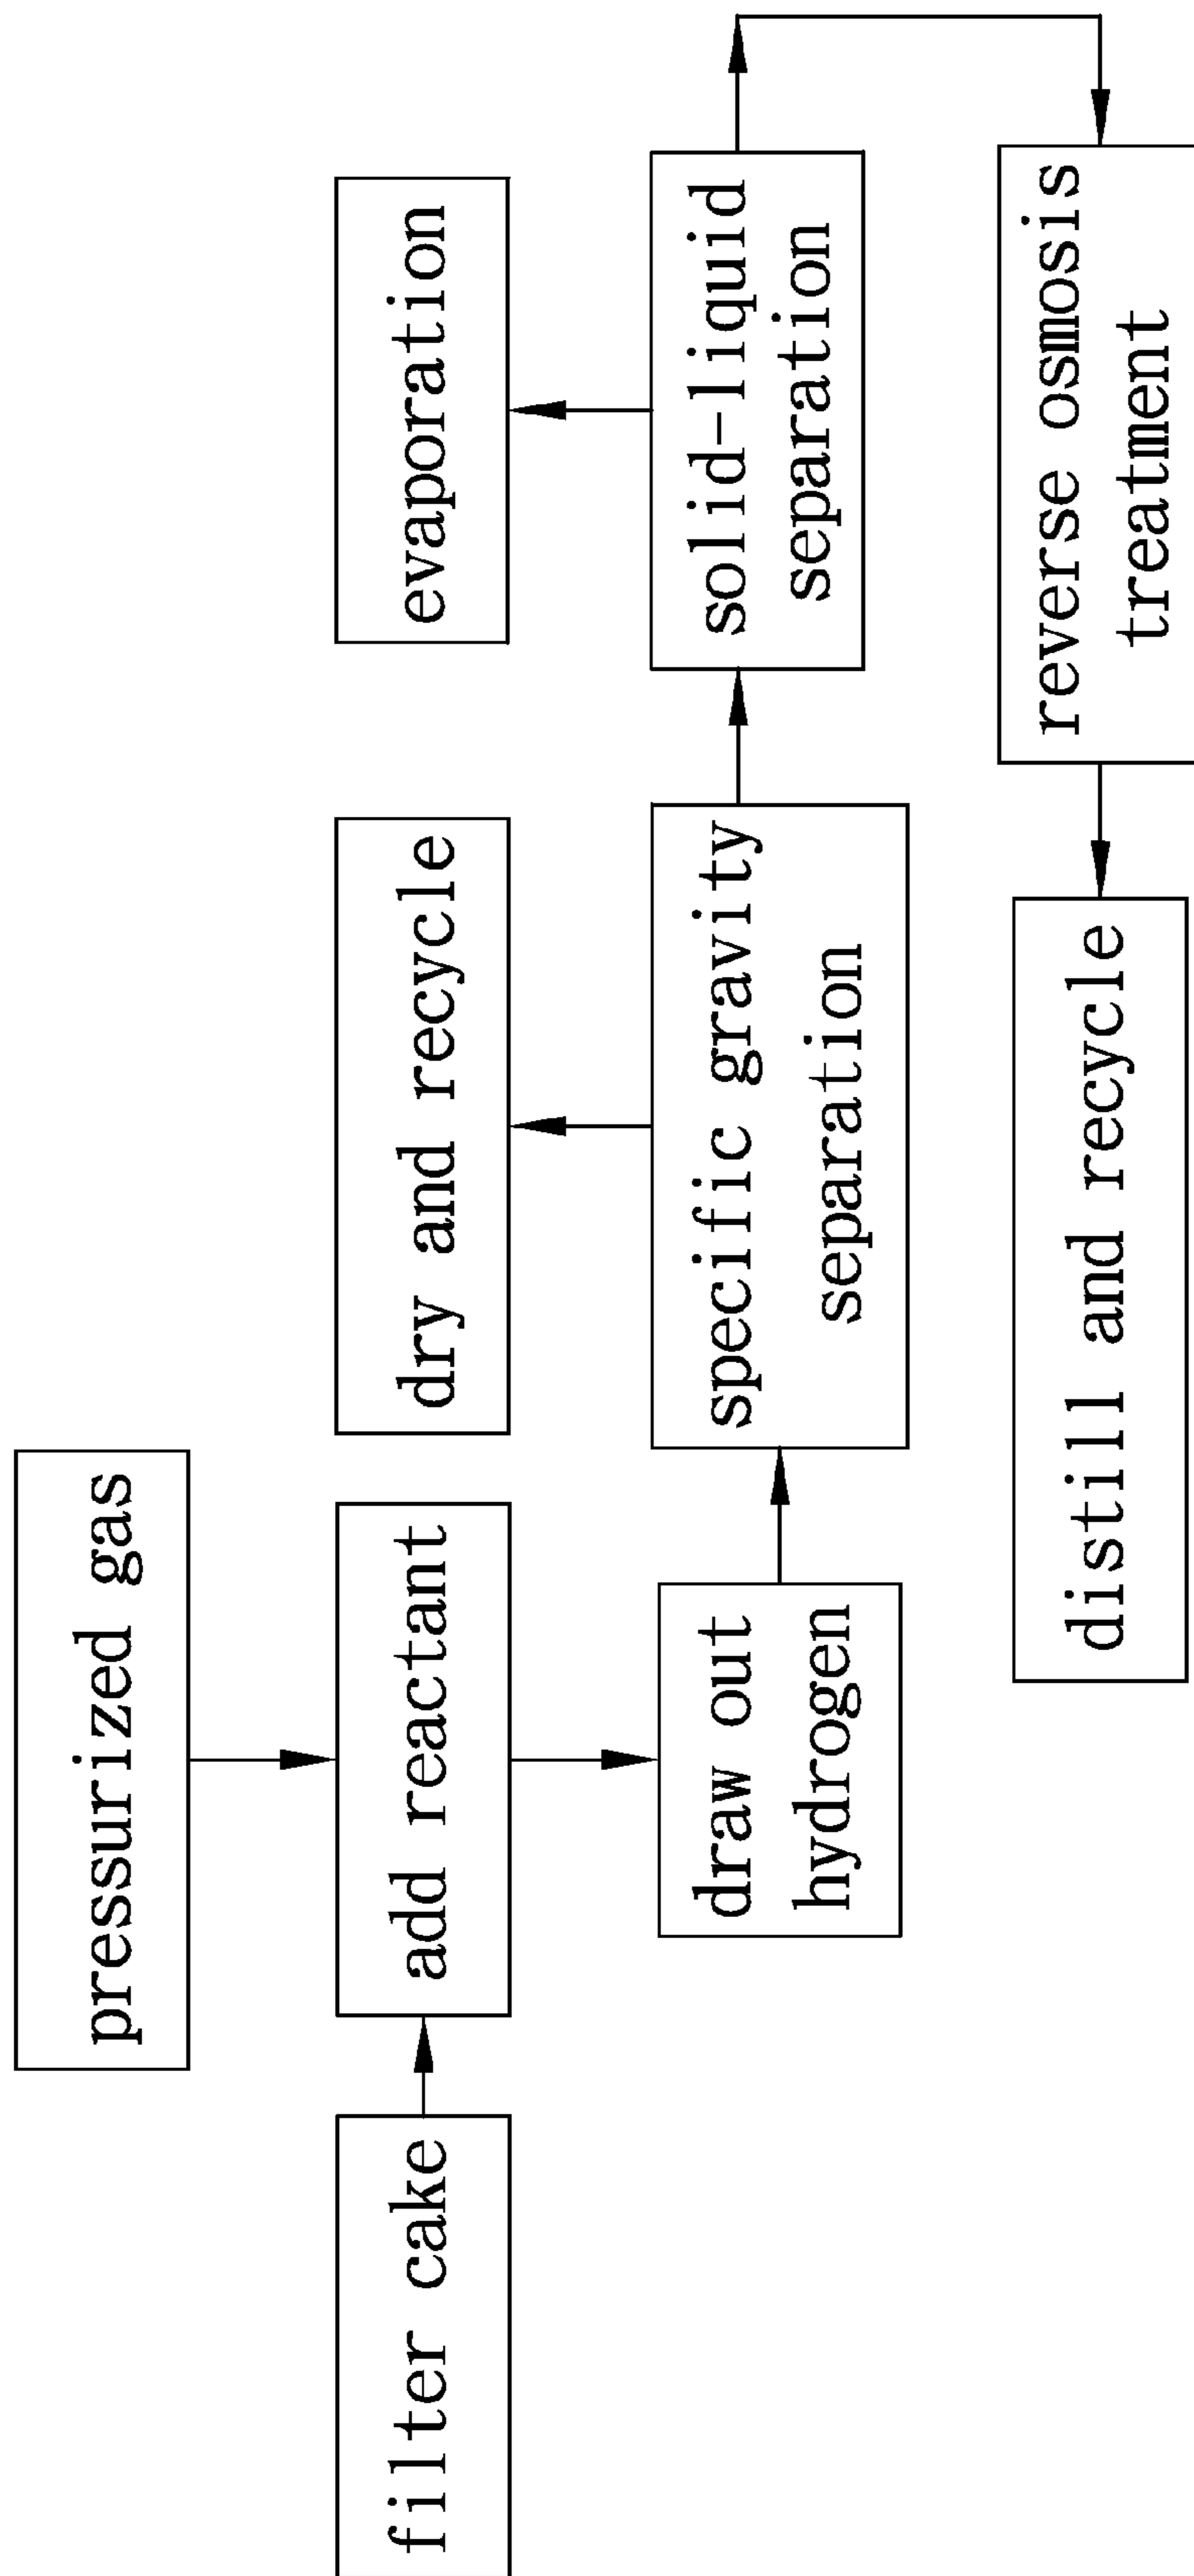 pressurized gas
filter cake
add reactant
dry and recycle
evaporation
draw out
hydrogen
specific gravity
separation
solid-liquid
separation
reverse osmosis
treatment
distill and recycle